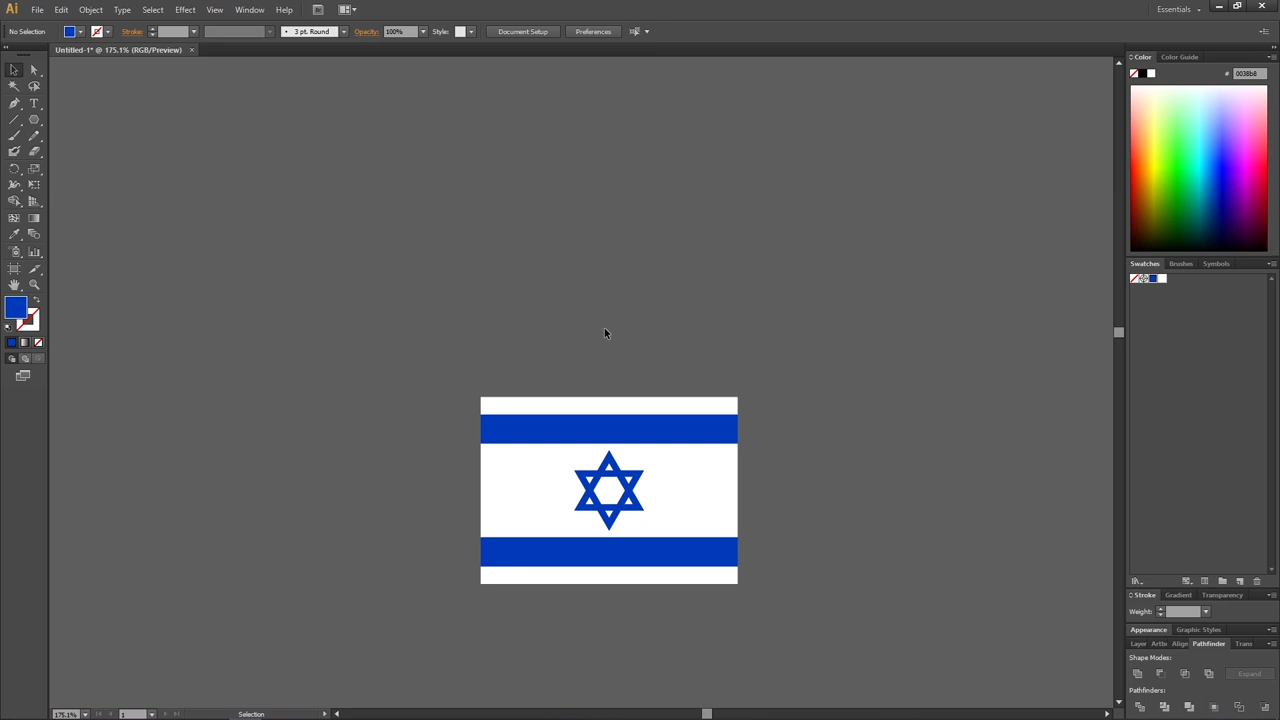 Ai File Edit Object Type Select Effect View Window Help Br Essentials
No Selection Stroke: 3 pt. Round Opacity: 100% Style: Document Setup Preferences
Untitled-1* @ 175.1% (RGB/Preview) ×
Color Color Guide
# 0038b8
Swatches Brushes Symbols
Stroke Gradient Transparency
Weight:
Appearance Graphic Styles
Layer Artb Align Pathfinder Trans
Shape Modes:
Expand
Pathfinders:
175.1% 1 Selection